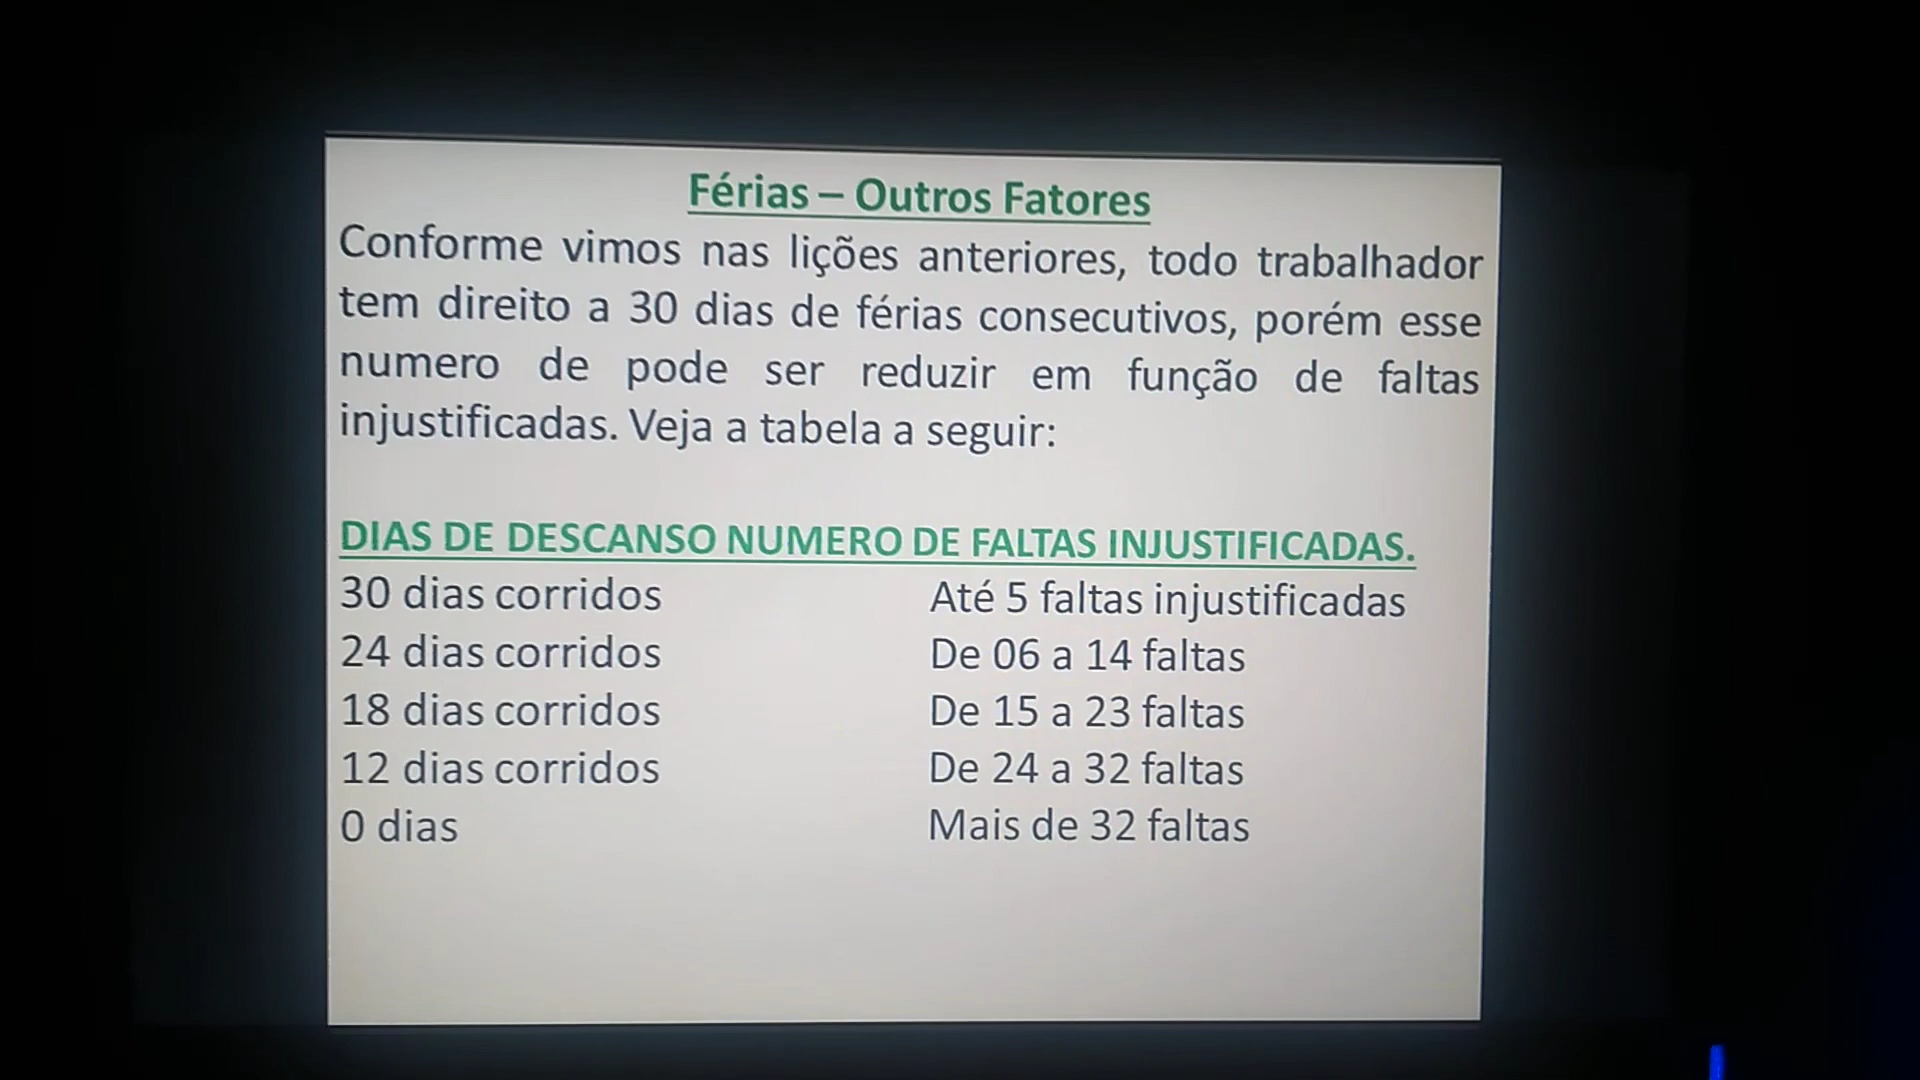 Férias – Outros Fatores
Conforme vimos nas lições anteriores, todo trabalhador
tem direito a 30 dias de férias consecutivos, porém esse
numero de pode ser reduzir em função de faltas
injustificadas. Veja a tabela a seguir:
DIAS DE DESCANSO NUMERO DE FALTAS INJUSTIFICADAS.
30 dias corridos Até 5 faltas injustificadas
24 dias corridos De 06 a 14 faltas
18 dias corridos De 15 a 23 faltas
12 dias corridos De 24 a 32 faltas
0 dias Mais de 32 faltas